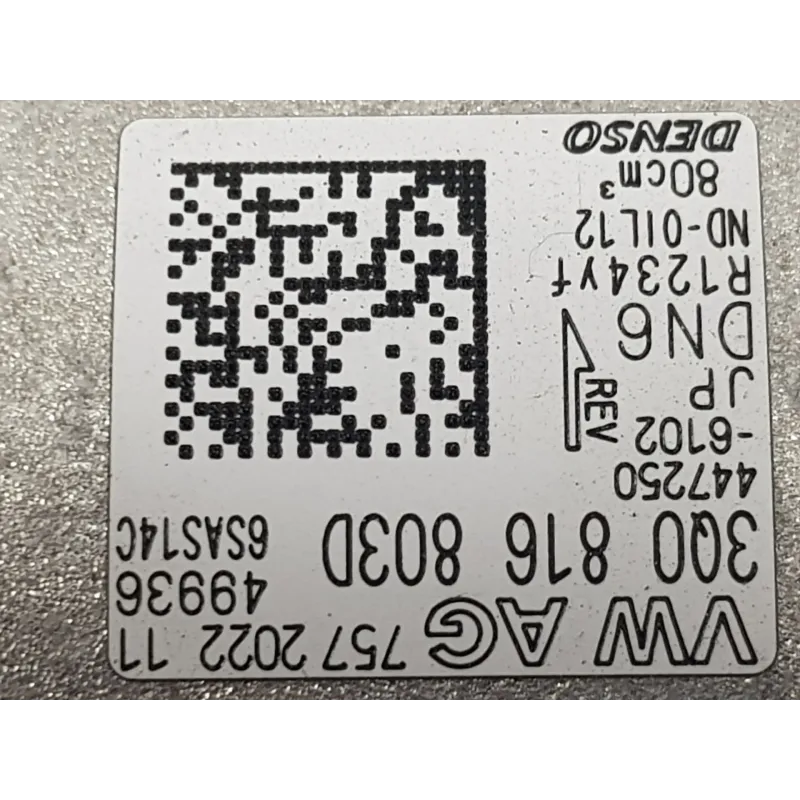 VW AG 757 2022 11
49936
3Q0 816 803D 6SAS14C
447250
-6102
JP
REV
DN6
R1234yf
ND-OIL12
80cm³
DENSO